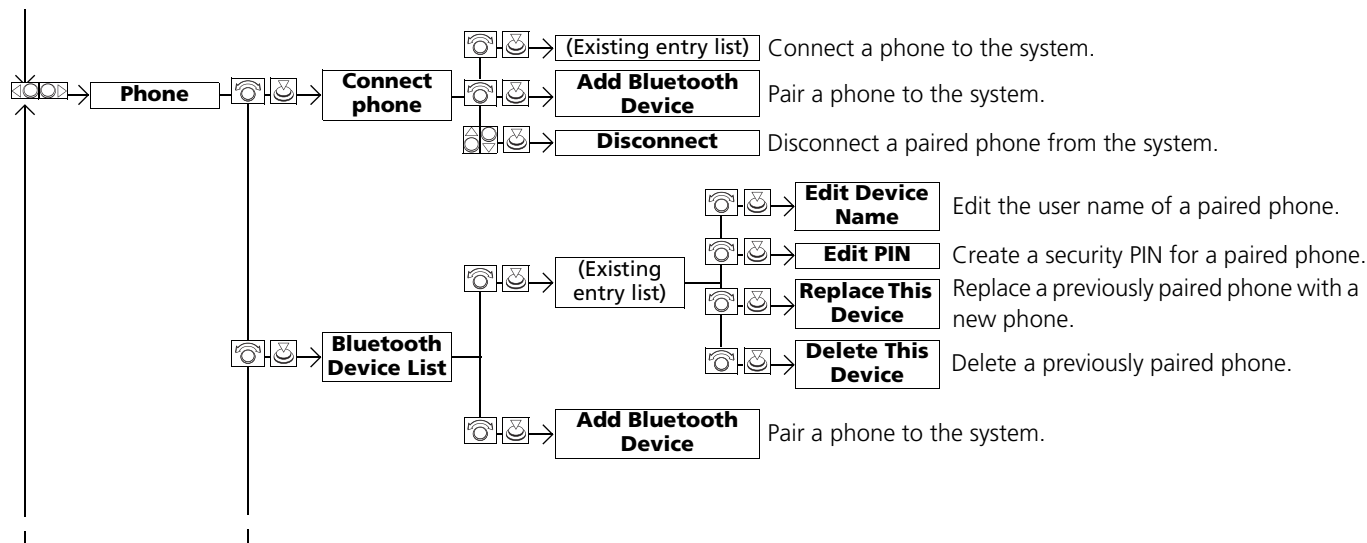 (Existing entry list) Connect a phone to the system.
Phone
Connect
phone
Add Bluetooth
Device
Pair a phone to the system.
Disconnect Disconnect a paired phone from the system.
Edit Device
Name
Edit the user name of a paired phone.
(Existing
entry list)
Edit PIN Create a security PIN for a paired phone.
Replace This
Device
Replace a previously paired phone with a
new phone.
Bluetooth
Device List
Delete This
Device
Delete a previously paired phone.
Add Bluetooth
Device
Pair a phone to the system.